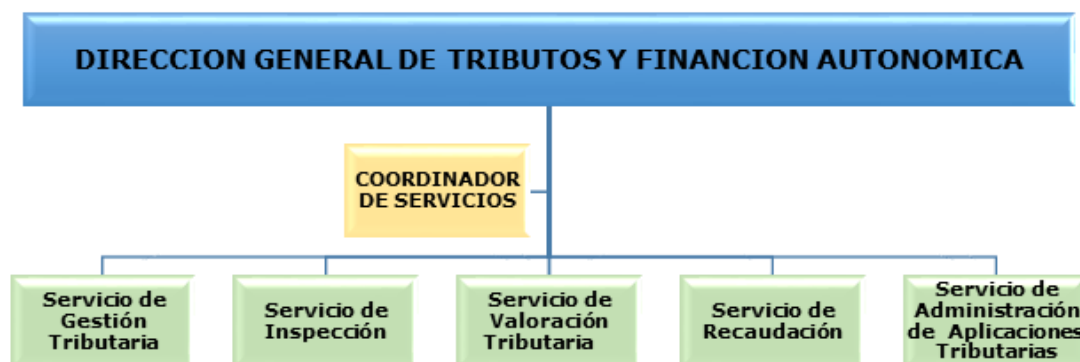 DIRECCION GENERAL DE TRIBUTOS Y FINANCION AUTONOMICA
COORDINADOR
DE SERVICIOS
Servicio de
Gestión
Tributaria
Servicio de
Inspección
Servicio de
Valoración
Tributaria
Servicio de
Recaudación
Servicio de
Administración
de Aplicaciones
Tributarias